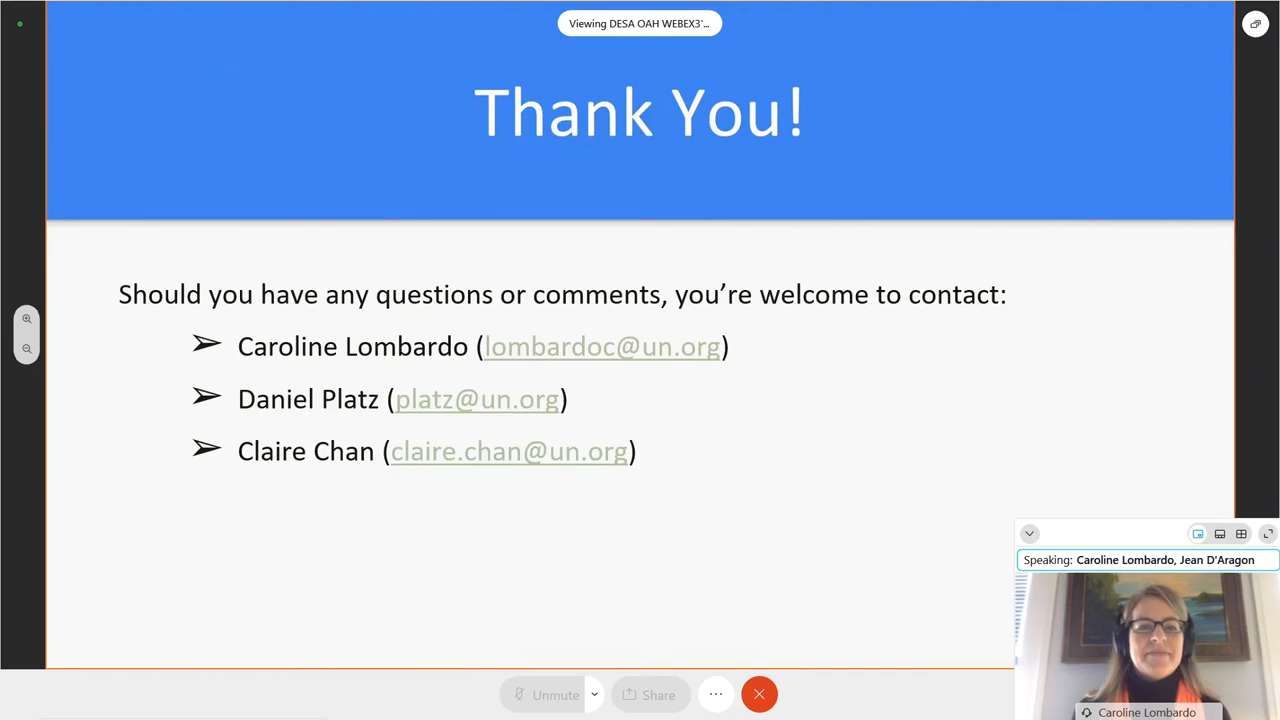 Viewing DESA OAH WEBEX3'...
Thank You!
Should you have any questions or comments, you’re welcome to contact:
➢ Caroline Lombardo (lombardoc@un.org)
➢ Daniel Platz (platz@un.org)
➢ Claire Chan (claire.chan@un.org)
Speaking: Caroline Lombardo, Jean D'Aragon
Caroline Lombardo
Unmute
Share